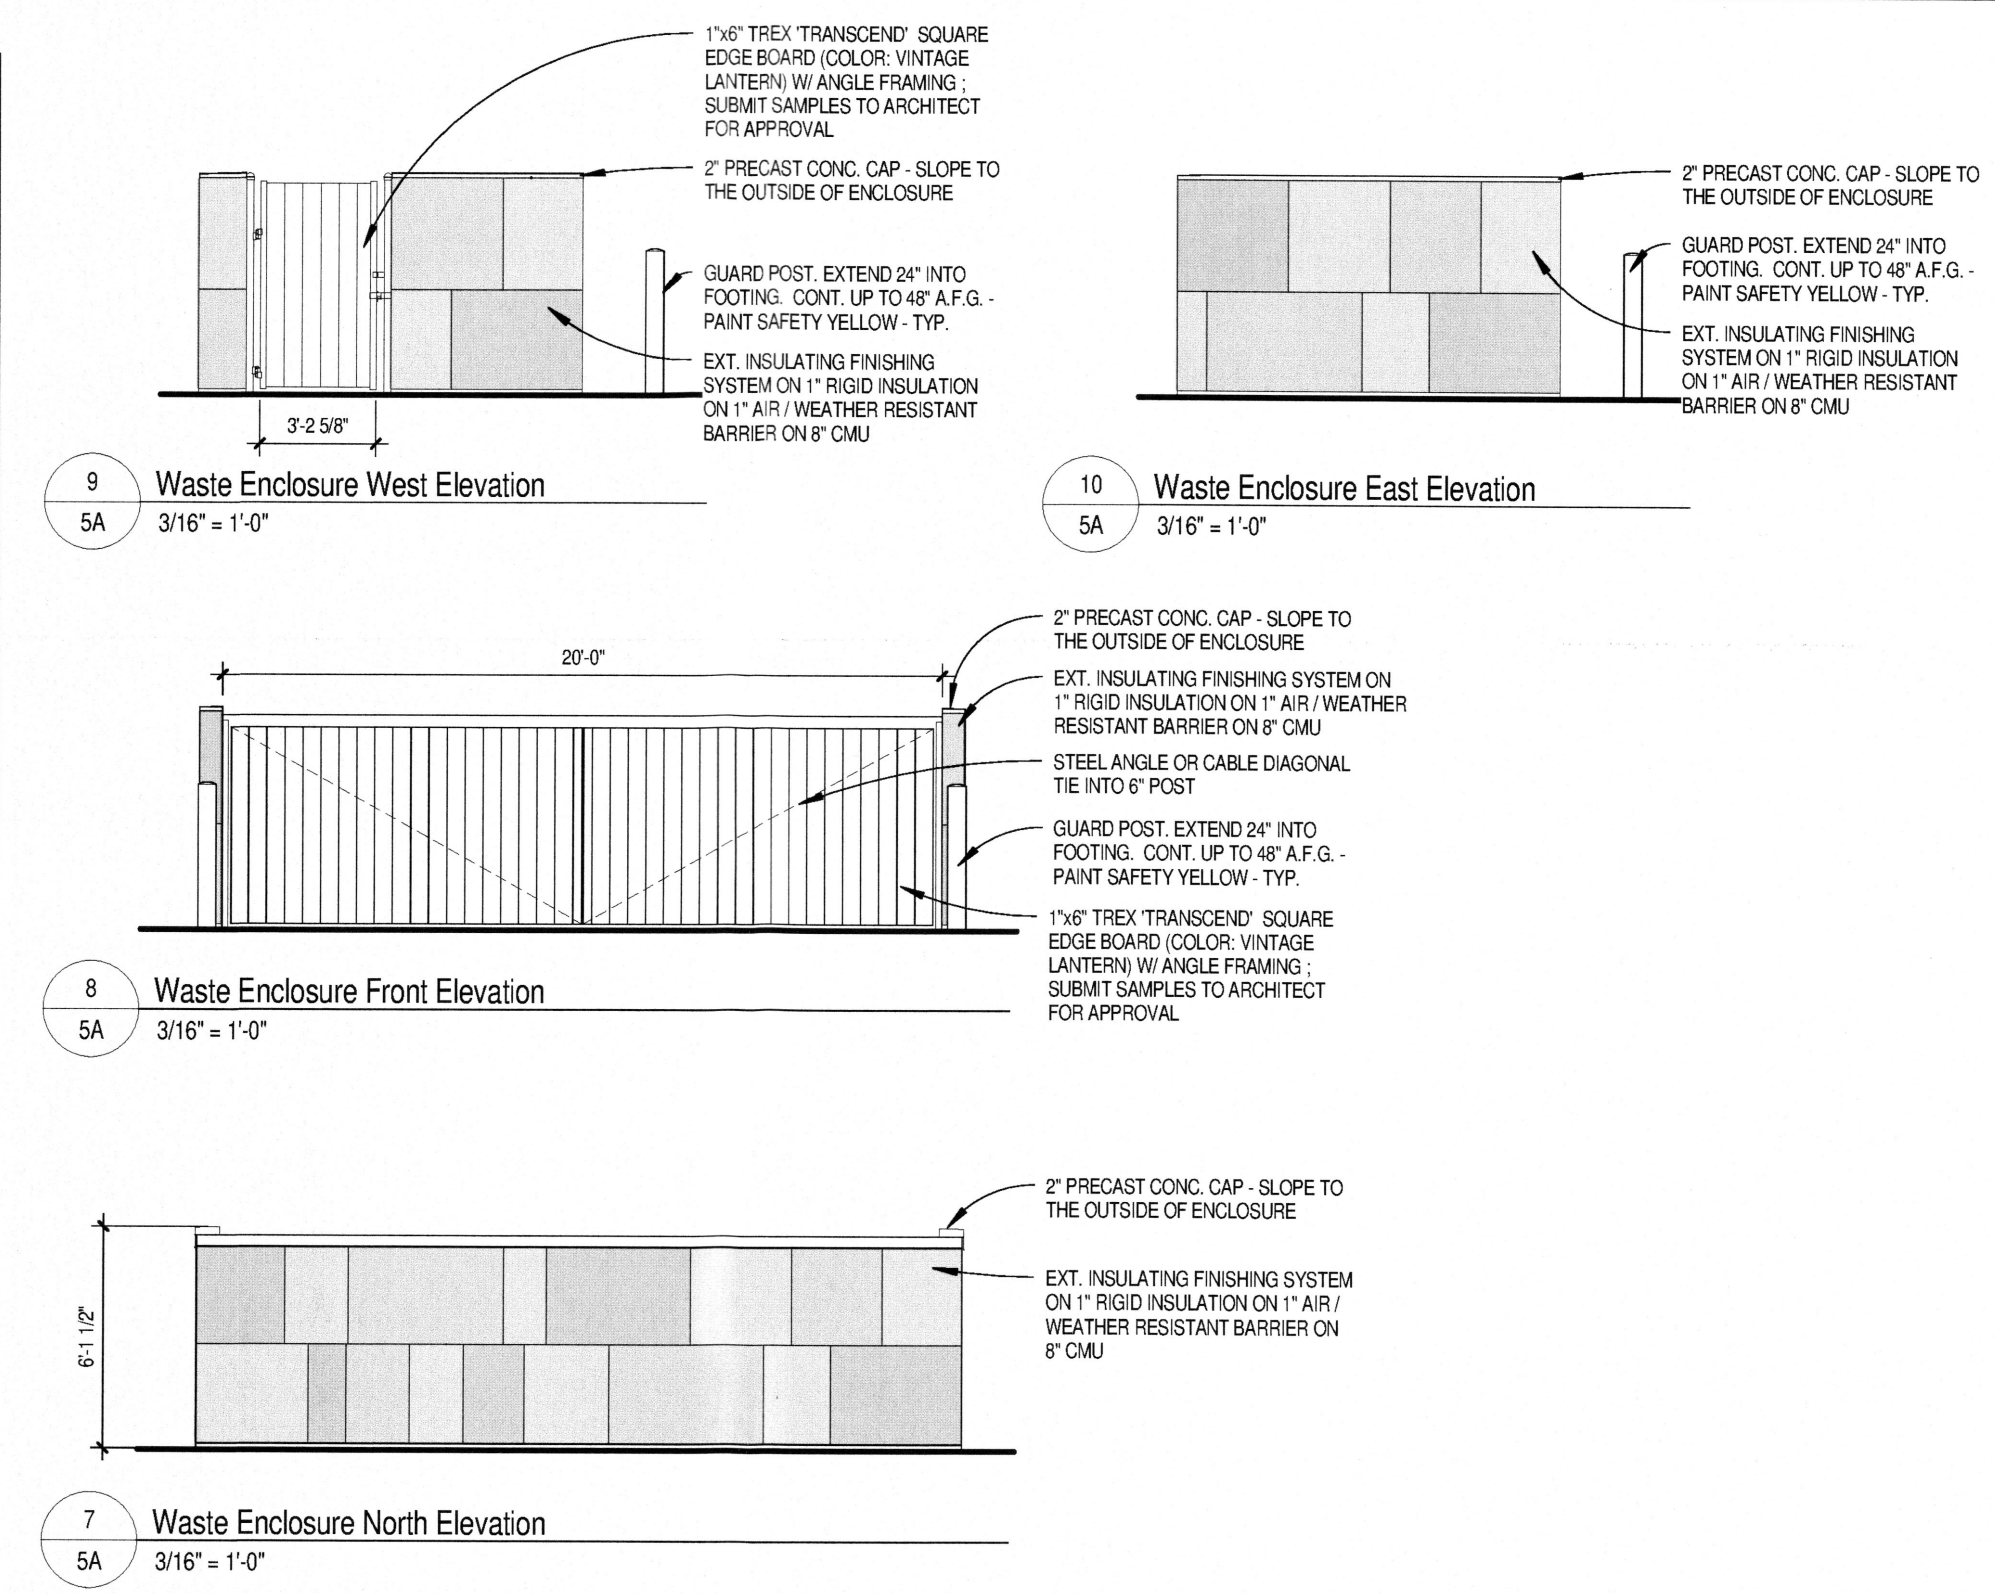 1"x6" TREX 'TRANSCEND' SQUARE
EDGE BOARD (COLOR: VINTAGE
LANTERN) W/ ANGLE FRAMING ;
SUBMIT SAMPLES TO ARCHITECT
FOR APPROVAL
2" PRECAST CONC. CAP - SLOPE TO
THE OUTSIDE OF ENCLOSURE
GUARD POST. EXTEND 24" INTO
FOOTING. CONT. UP TO 48" A.F.G. -
PAINT SAFETY YELLOW - TYP.
EXT. INSULATING FINISHING
SYSTEM ON 1" RIGID INSULATION
ON 1" AIR / WEATHER RESISTANT
BARRIER ON 8" CMU
3'-2 5/8"
9
5A
Waste Enclosure West Elevation
3/16" = 1'-0"
2" PRECAST CONC. CAP - SLOPE TO
THE OUTSIDE OF ENCLOSURE
GUARD POST. EXTEND 24" INTO
FOOTING. CONT. UP TO 48" A.F.G. -
PAINT SAFETY YELLOW - TYP.
EXT. INSULATING FINISHING
SYSTEM ON 1" RIGID INSULATION
ON 1" AIR / WEATHER RESISTANT
BARRIER ON 8" CMU
10
5A
Waste Enclosure East Elevation
3/16" = 1'-0"
20'-0"
2" PRECAST CONC. CAP - SLOPE TO
THE OUTSIDE OF ENCLOSURE
EXT. INSULATING FINISHING SYSTEM ON
1" RIGID INSULATION ON 1" AIR / WEATHER
RESISTANT BARRIER ON 8" CMU
STEEL ANGLE OR CABLE DIAGONAL
TIE INTO 6" POST
GUARD POST. EXTEND 24" INTO
FOOTING. CONT. UP TO 48" A.F.G. -
PAINT SAFETY YELLOW - TYP.
1"x6" TREX 'TRANSCEND' SQUARE
EDGE BOARD (COLOR: VINTAGE
LANTERN) W/ ANGLE FRAMING ;
SUBMIT SAMPLES TO ARCHITECT
FOR APPROVAL
8
5A
Waste Enclosure Front Elevation
3/16" = 1'-0"
2" PRECAST CONC. CAP - SLOPE TO
THE OUTSIDE OF ENCLOSURE
EXT. INSULATING FINISHING SYSTEM
ON 1" RIGID INSULATION ON 1" AIR /
WEATHER RESISTANT BARRIER ON
8" CMU
6'-1 1/2"
7
5A
Waste Enclosure North Elevation
3/16" = 1'-0"